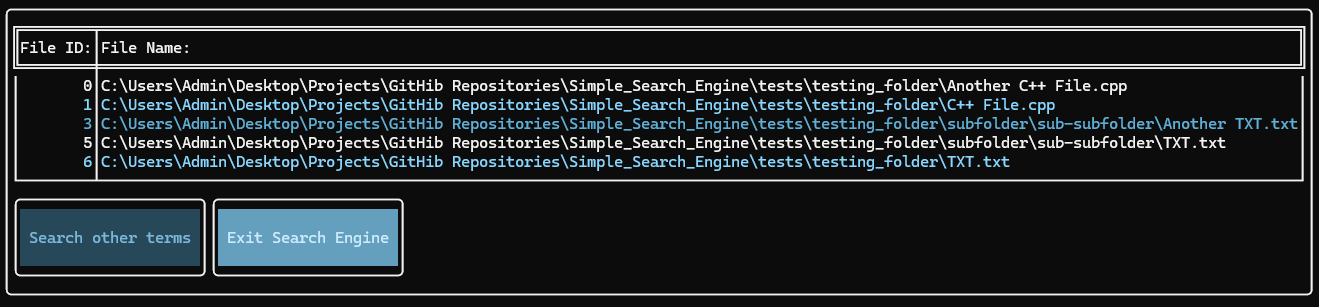 File ID: File Name:
0 C:\Users\Admin\Desktop\Projects\GitHib Repositories\Simple_Search_Engine\tests\testing_folder\Another C++ File.cpp
1 C:\Users\Admin\Desktop\Projects\GitHib Repositories\Simple_Search_Engine\tests\testing_folder\C++ File.cpp
3 C:\Users\Admin\Desktop\Projects\GitHib Repositories\Simple_Search_Engine\tests\testing_folder\subfolder\sub-subfolder\Another TXT.txt
5 C:\Users\Admin\Desktop\Projects\GitHib Repositories\Simple_Search_Engine\tests\testing_folder\subfolder\sub-subfolder\TXT.txt
6 C:\Users\Admin\Desktop\Projects\GitHib Repositories\Simple_Search_Engine\tests\testing_folder\TXT.txt
Search other terms Exit Search Engine